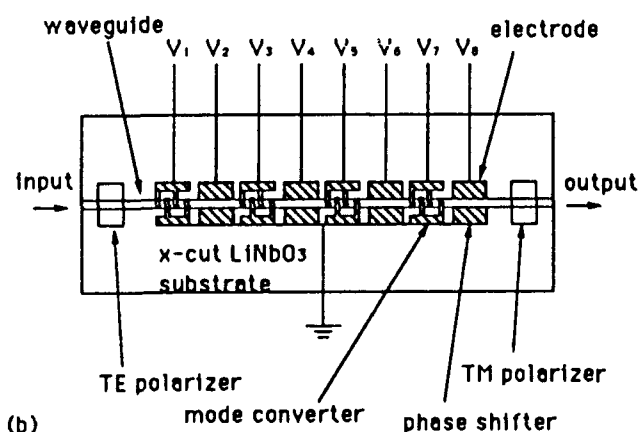 waveguide V₁ V₂ V₃ V₄ V₅ V₆ V₇ V₈ electrode
input
output
x-cut LiNbO₃
substrate
TE polarizer
TM polarizer
mode converter
phase shifter
(b)